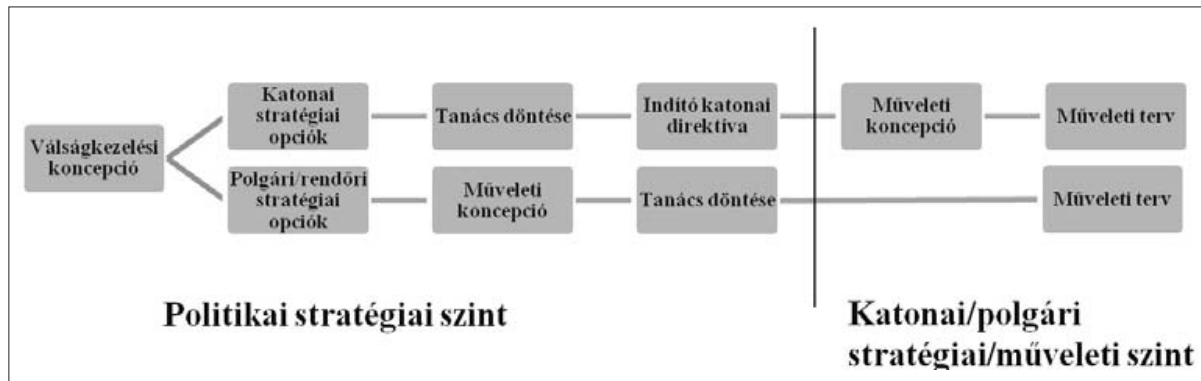 Válságkezelési
koncepció
Katonai
stratégiai
opciók
Tanács döntése
Indító katonai
direktíva
Műveleti
koncepció
Műveleti terv
Polgári/rendőri
stratégiai
opciók
Műveleti
koncepció
Tanács döntése
Műveleti terv
Politikai stratégiai szint
Katonai/polgári
stratégiai/műveleti szint